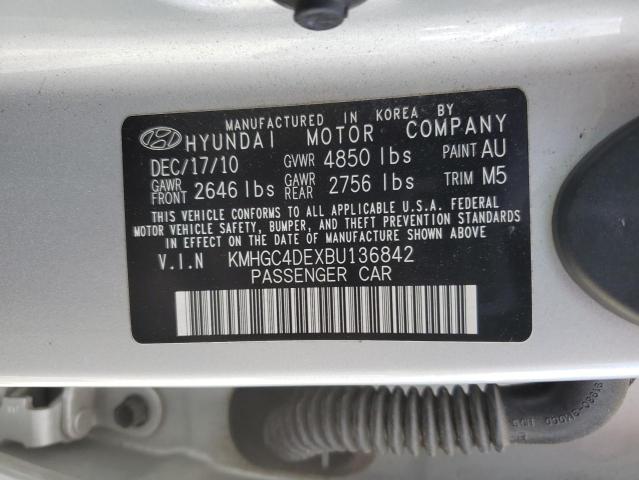 MANUFACTURED IN KOREA BY
HYUNDAI MOTOR COMPANY
DEC/17/10 GVWR 4850 lbs PAINT AU
GAWR FRONT 2646 lbs GAWR REAR 2756 lbs TRIM M5
THIS VEHICLE CONFORMS TO ALL APPLICABLE U.S.A. FEDERAL
MOTOR VEHICLE SAFETY, BUMPER, AND THEFT PREVENTION STANDARDS
IN EFFECT ON THE DATE OF MANUFACTURE SHOWN ABOVE.
V.I.N KMHGC4DEXBU136842
PASSENGER CAR